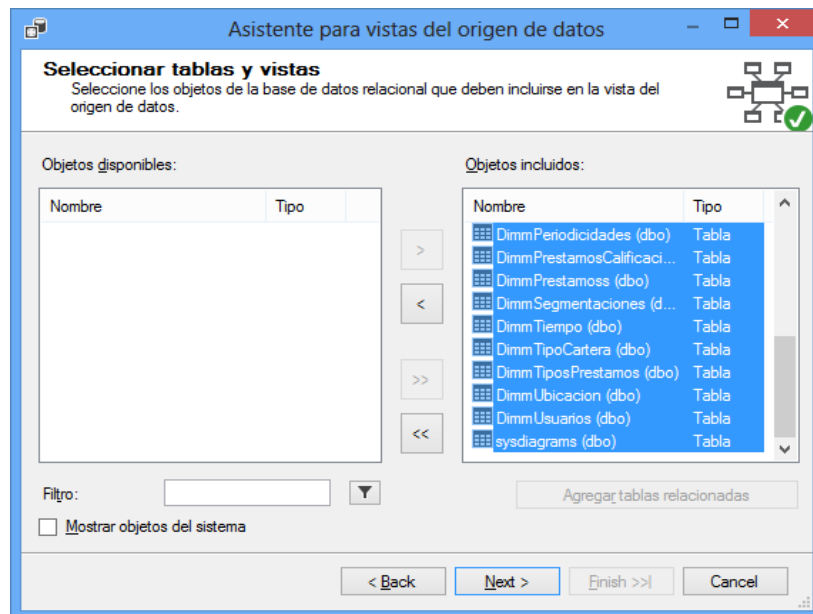 Asistente para vistas del origen de datos
Seleccionar tablas y vistas
Seleccione los objetos de la base de datos relacional que deben incluirse en la vista del
origen de datos.
Objetos disponibles:
Nombre Tipo
>
<
>>
<<
Objetos incluidos:
Nombre Tipo
DimmPeriodicidades (dbo) Tabla
DimmPrestamosCalificaci... Tabla
DimmPrestamoss (dbo) Tabla
DimmSegmentaciones (d... Tabla
DimmTiempo (dbo) Tabla
DimmTipoCartera (dbo) Tabla
DimmTiposPrestamos (dbo) Tabla
DimmUbicacion (dbo) Tabla
DimmUsuarios (dbo) Tabla
sysdiagrams (dbo) Tabla
Filtro:
Agregar tablas relacionadas
Mostrar objetos del sistema
< Back Next > Finish >>| Cancel